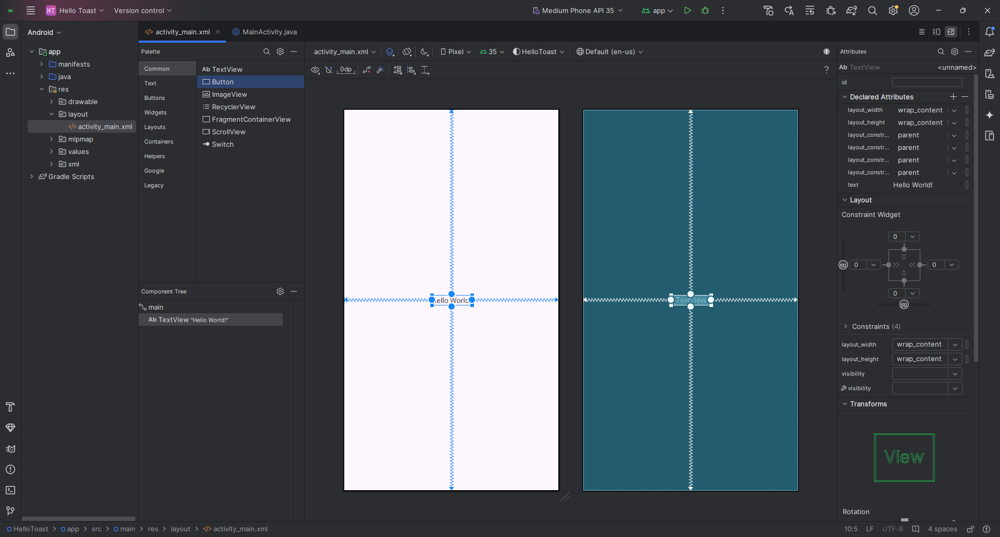 HT Hello Toast Version control Medium Phone API 35 app
Android
app
manifests
java
res
drawable
layout
activity_main.xml
mipmap
values
xml
Gradle Scripts
activity_main.xml MainActivity.java
Palette
Common
Text
Buttons
Widgets
Layouts
Containers
Helpers
Google
Legacy
Ab TextView
Button
ImageView
RecyclerView
FragmentContainerView
ScrollView
Switch
Component Tree
main
Ab TextView "Hello World!"
activity_main.xml Pixel 35 HelloToast Default (en-us)
0dp ?
ello World
TextView
Attributes
Ab TextView <unnamed>
id
Declared Attributes
layout_width wrap_content
layout_height wrap_content
layout_constr... parent
layout_constr... parent
layout_constr... parent
layout_constr... parent
text Hello World!
Layout
Constraint Widget
0
50 0 0
0
50
Constraints (4)
layout_width wrap_content
layout_height wrap_content
visibility
visibility
Transforms
View
Rotation
HelloToast > app > src > main > res > layout > activity_main.xml 10:5 LF UTF-8 4 spaces